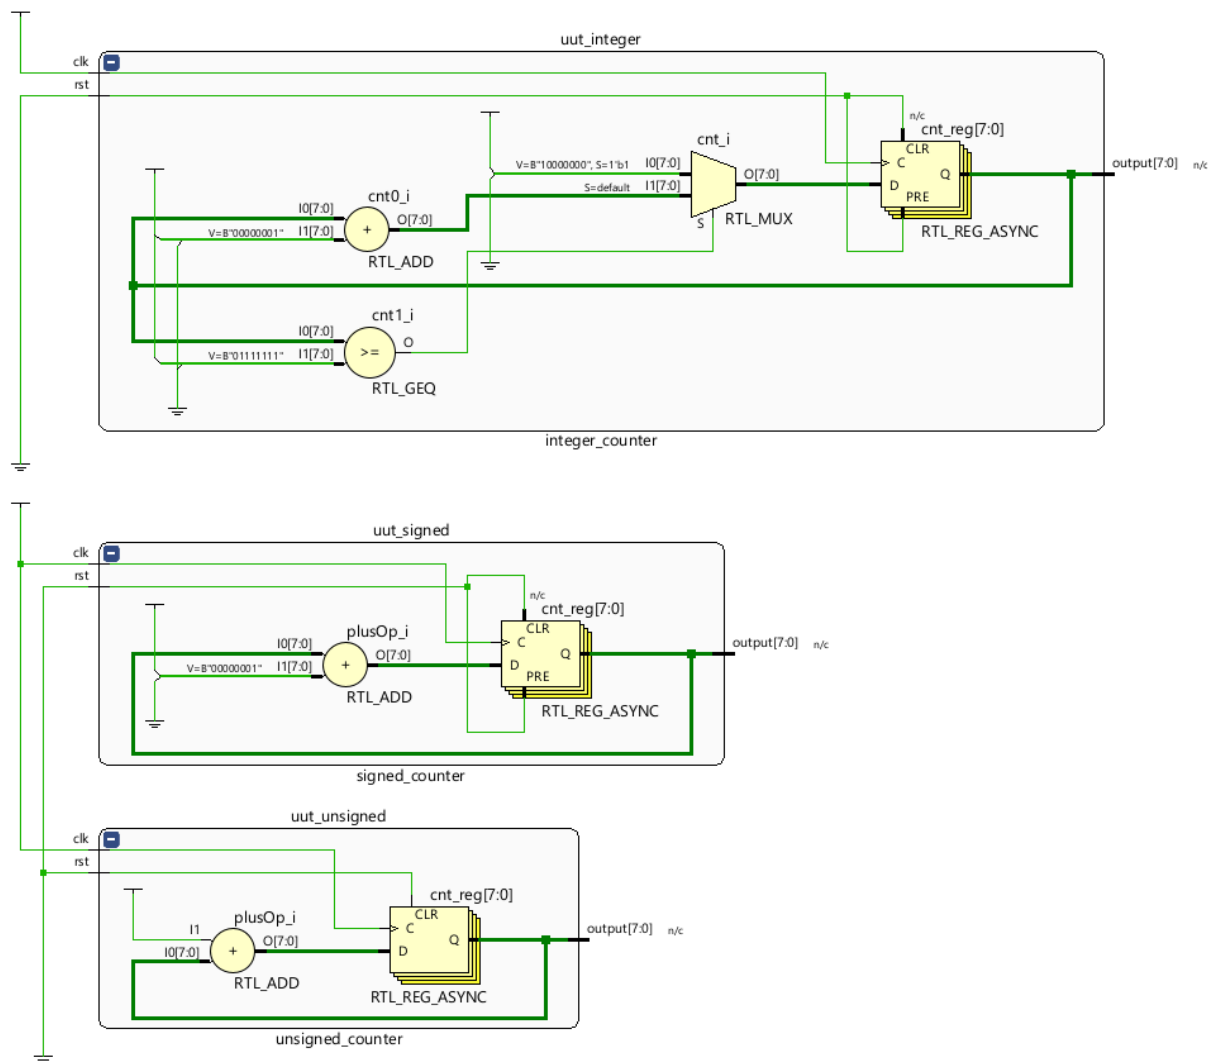 uut_integer
clk
rst
n/c
cnt_reg[7:0]
cnt_i
CLR
V=B"10000000", S=1'b1
I0[7:0]
O[7:0]
C
Q
output[7:0]
n/c
S=default
I1[7:0]
D
cnt0_i
PRE
I0[7:0]
O[7:0]
S
RTL_MUX
RTL_REG_ASYNC
V=B"00000001"
I1[7:0]
+
RTL_ADD
cnt1_i
I0[7:0]
O
V=B"01111111"
I1[7:0]
>=
RTL_GEQ
integer_counter
uut_signed
clk
rst
n/c
cnt_reg[7:0]
plusOp_i
CLR
I0[7:0]
O[7:0]
C
Q
output[7:0]
n/c
V=B"00000001"
I1[7:0]
+
D
PRE
RTL_ADD
RTL_REG_ASYNC
signed_counter
uut_unsigned
clk
rst
cnt_reg[7:0]
plusOp_i
CLR
I1
O[7:0]
C
Q
output[7:0]
n/c
I0[7:0]
+
D
RTL_ADD
RTL_REG_ASYNC
unsigned_counter